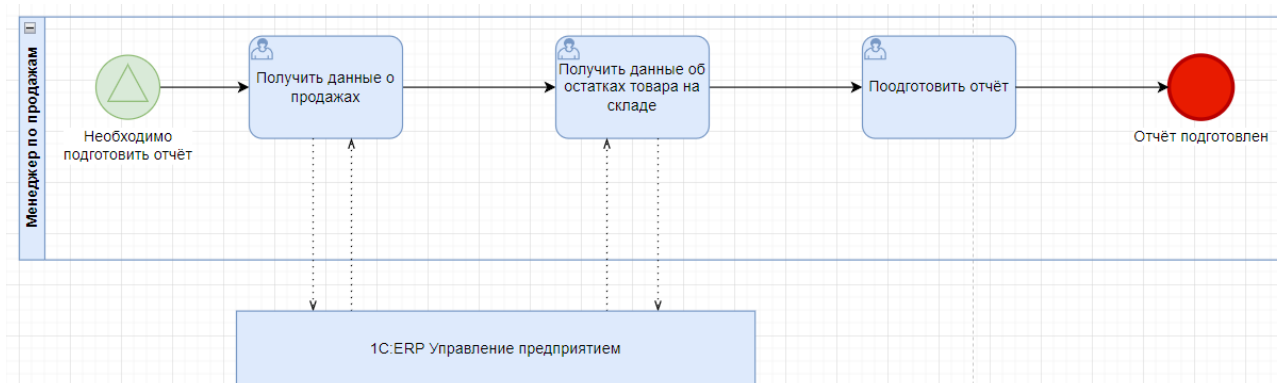 Менеджер по продажам
Необходимо
подготовить отчёт
Получить данные о
продажах
Получить данные об
остатках товара на
складе
Поодготовить отчёт
Отчёт подготовлен
1С:ERP Управление предприятием